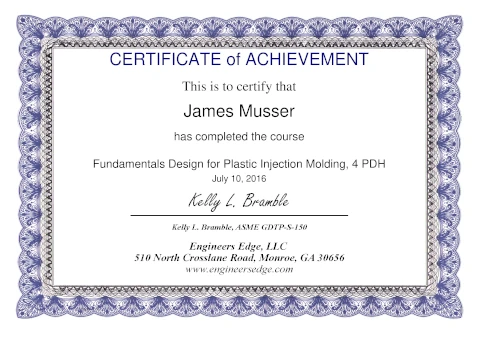 CERTIFICATE of ACHIEVEMENT
This is to certify that
James Musser
has completed the course
Fundamentals Design for Plastic Injection Molding, 4 PDH
July 10, 2016
Kelly L. Bramble
Kelly L. Bramble, ASME GDTP-S-150
Engineers Edge, LLC
510 North Crosslane Road, Monroe, GA 30656
www.engineersedge.com